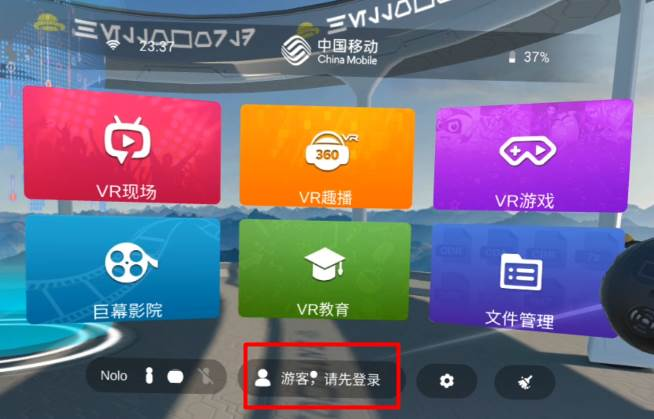 23:37
中国移动
China Mobile
37%
VR现场
360
VR
VR趣播
VR游戏
巨幕影院
VR教育
文件管理
Nolo
游客，请先登录